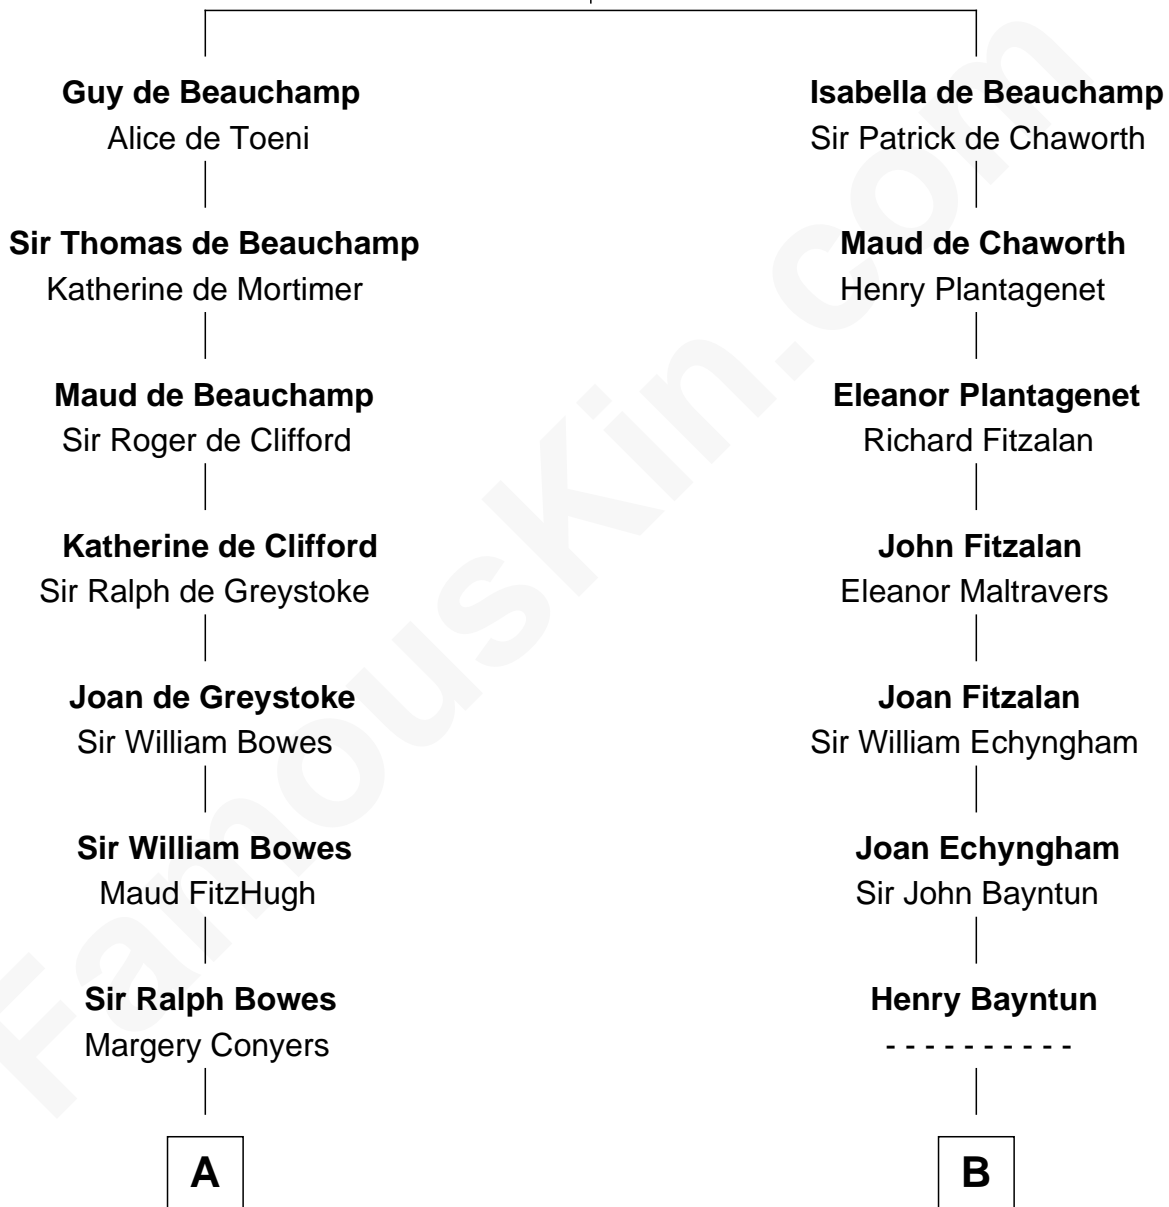 Guy de Beauchamp
Alice de Toeni
Isabella de Beauchamp
Sir Patrick de Chaworth
Sir Thomas de Beauchamp
Katherine de Mortimer
Maud de Chaworth
Henry Plantagenet
Maud de Beauchamp
Sir Roger de Clifford
Eleanor Plantagenet
Richard Fitzalan
Katherine de Clifford
Sir Ralph de Greystoke
John Fitzalan
Eleanor Maltravers
Joan de Greystoke
Sir William Bowes
Joan Fitzalan
Sir William Echyngham
Sir William Bowes
Maud FitzHugh
Joan Echyngham
Sir John Bayntun
Sir Ralph Bowes
Margery Conyers
Henry Bayntun
- - - - - - - - - -
A
B
FamousKin.com